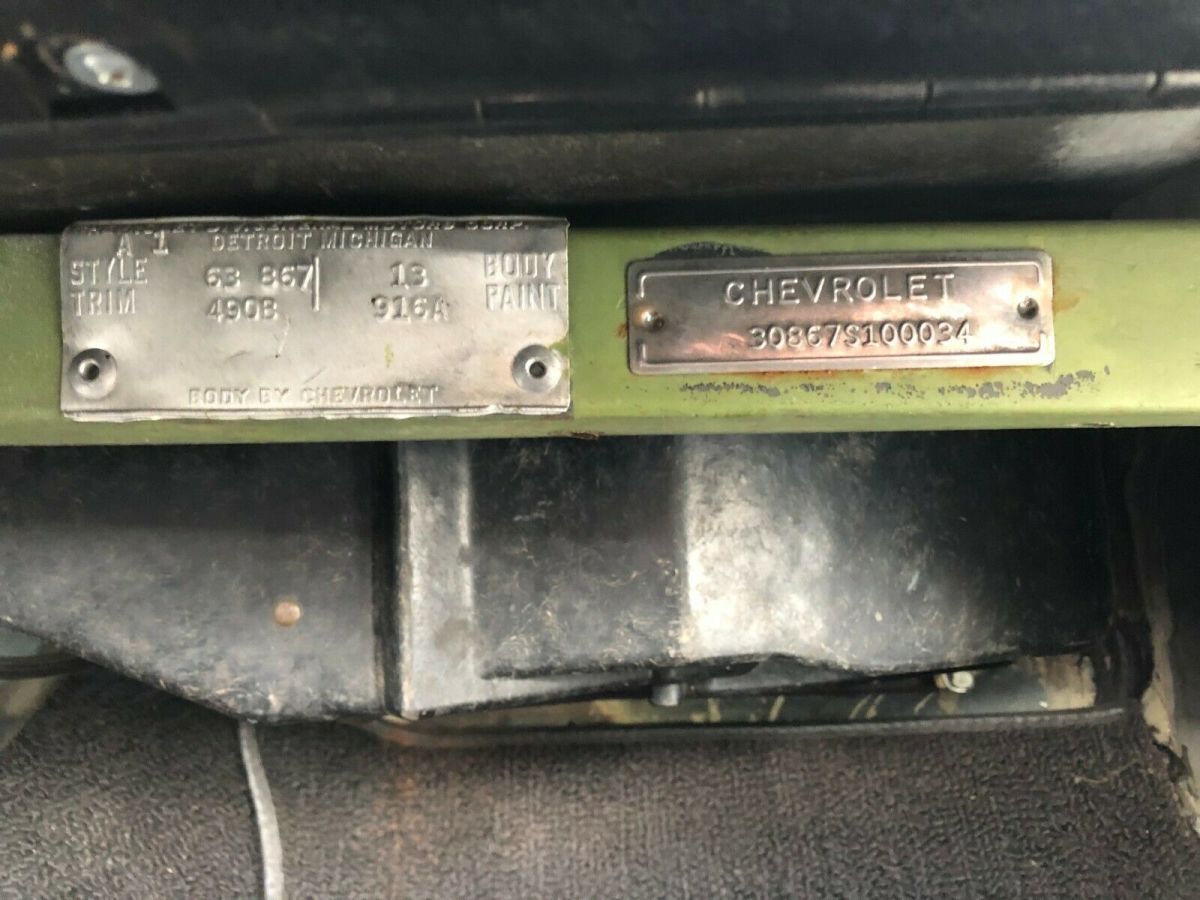 A 1 DETROIT MICHIGAN
STYLE 63 867 13 BODY
TRIM 490B 916A PAINT
BODY BY CHEVROLET
CHEVROLET
30867S100034